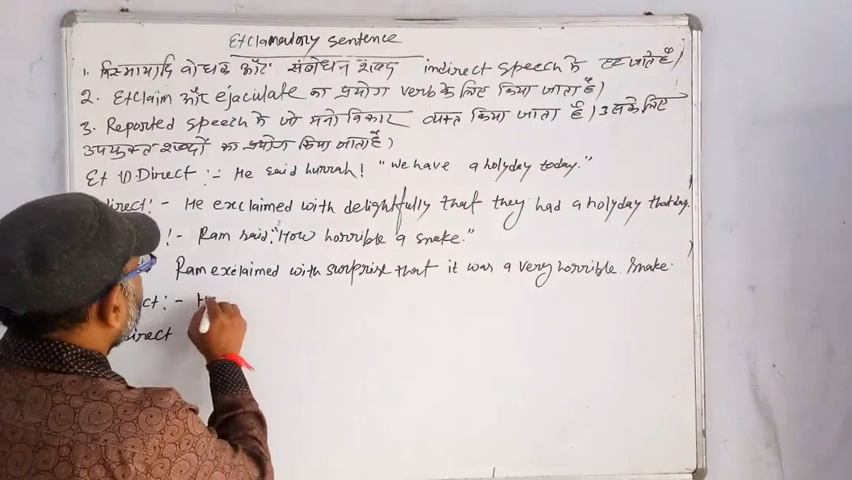 Exclamatory sentence
1. विस्मयादि बोधक और संबोधन शब्द indirect speech मे हट जाते हैं।
2. Exclaim और ejaculate का प्रयोग verb के लिए किया जाता है।
3. Reported speech मे जो मनोविकार व्यक्त किया जाता है। उसके लिए
उपयुक्त शब्दों का प्रयोग किया जाता है।
Ex 1) Direct :- He said hurrah! "We have a holyday today."
direct :- He exclaimed with delightfully that they had a holyday that day.
:- Ram said, "How horrible a snake."
Ram exclaimed with surprise that it was a very horrible snake.
ct :- H
direct